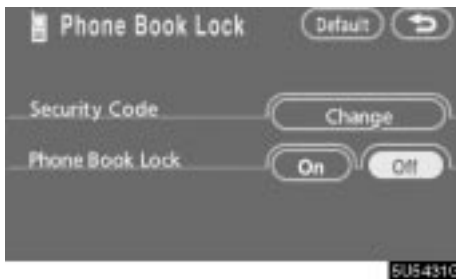 Phone Book Lock Default
Security Code Change
Phone Book Lock On Off
5U5431G